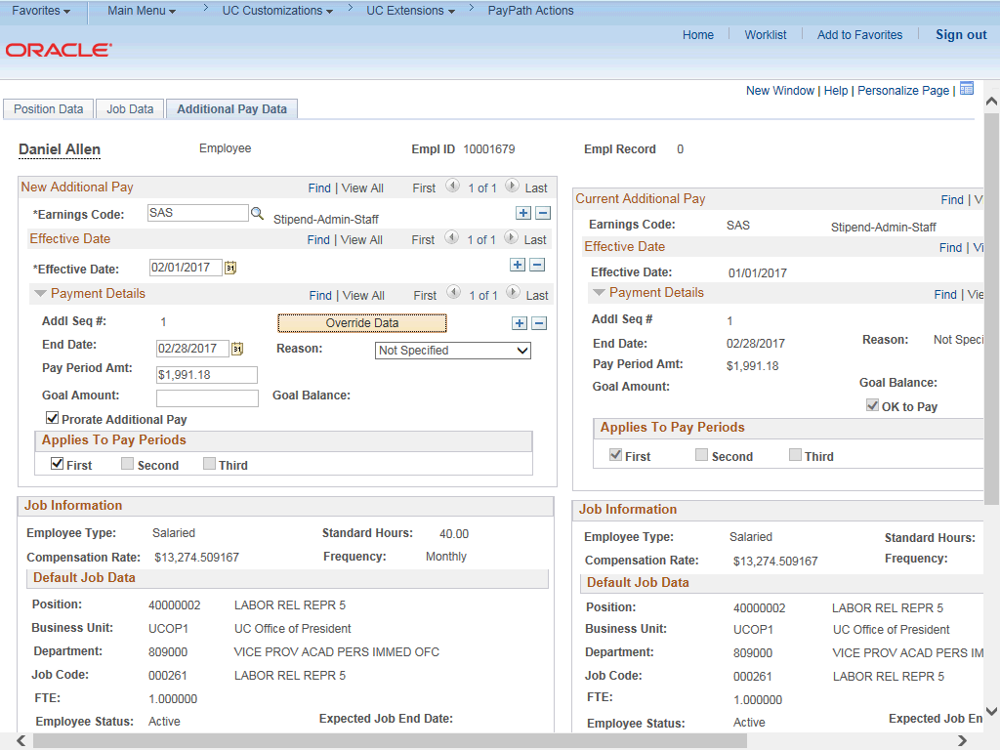 Favorites Main Menu UC Customizations UC Extensions PayPath Actions
Home Worklist Add to Favorites Sign out
ORACLE
New Window | Help | Personalize Page |
Position Data Job Data Additional Pay Data
Daniel Allen Employee Empl ID 10001679 Empl Record 0
New Additional Pay Find | View All First 1 of 1 Last
*Earnings Code: SAS Stipend-Admin-Staff
Effective Date Find | View All First 1 of 1 Last
*Effective Date: 02/01/2017 31
Payment Details Find | View All First 1 of 1 Last
Addl Seq #: 1 Override Data
End Date: 02/28/2017 31 Reason: Not Specified
Pay Period Amt: $1,991.18
Goal Amount: Goal Balance:
Prorate Additional Pay
Applies To Pay Periods
First Second Third
Current Additional Pay Find | V
Earnings Code: SAS Stipend-Admin-Staff
Effective Date Find | Vi
Effective Date: 01/01/2017
Payment Details Find | Vie
Addl Seq # 1
End Date: 02/28/2017 Reason: Not Speci
Pay Period Amt: $1,991.18
Goal Amount: Goal Balance:
OK to Pay
Applies To Pay Periods
First Second Third
Job Information
Employee Type: Salaried Standard Hours: 40.00
Compensation Rate: $13,274.509167 Frequency: Monthly
Default Job Data
Position: 40000002 LABOR REL REPR 5
Business Unit: UCOP1 UC Office of President
Department: 809000 VICE PROV ACAD PERS IMMED OFC
Job Code: 000261 LABOR REL REPR 5
FTE: 1.000000
Employee Status: Active Expected Job End Date:
Job Information
Employee Type: Salaried Standard Hours:
Compensation Rate: $13,274.509167 Frequency:
Default Job Data
Position: 40000002 LABOR REL REPR 5
Business Unit: UCOP1 UC Office of President
Department: 809000 VICE PROV ACAD PERS IM
Job Code: 000261 LABOR REL REPR 5
FTE: 1.000000
Employee Status: Active Expected Job En